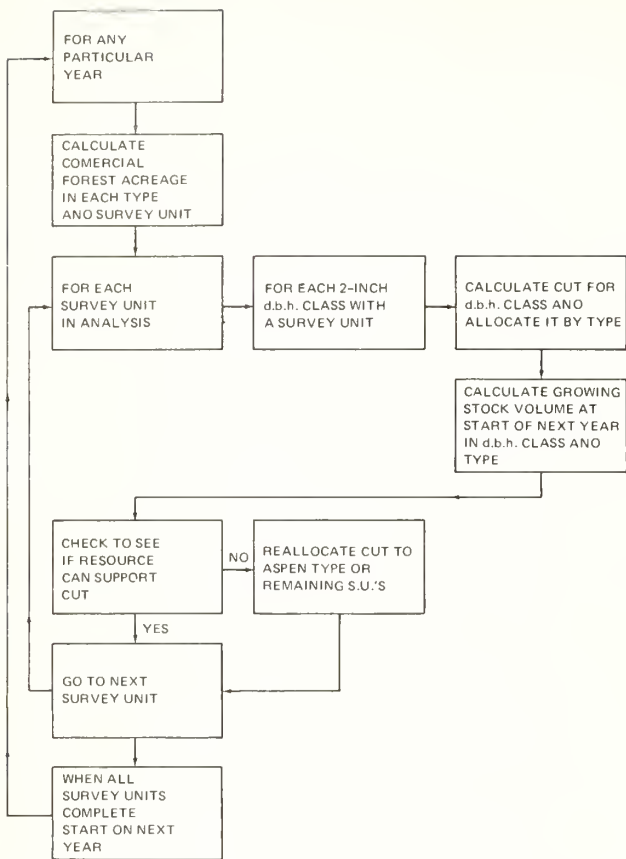 FOR ANY
PARTICULAR
YEAR
CALCULATE
COMERCIAL
FOREST ACREAGE
IN EACH TYPE
AND SURVEY UNIT
FOR EACH
SURVEY UNIT
IN ANALYSIS
FOR EACH 2-INCH
d.b.h. CLASS WITH
A SURVEY UNIT
CALCULATE CUT FOR
d.b.h. CLASS AND
ALLOCATE IT BY TYPE
CALCULATE GROWING
STOCK VOLUME AT
START OF NEXT YEAR
IN d.b.h. CLASS AND
TYPE
CHECK TO SEE
IF RESOURCE
CAN SUPPORT
CUT
NO
REALLOCATE CUT TO
ASPEN TYPE OR
REMAINING S.U.'S
YES
GO TO NEXT
SURVEY UNIT
WHEN ALL
SURVEY UNITS
COMPLETE
START ON NEXT
YEAR